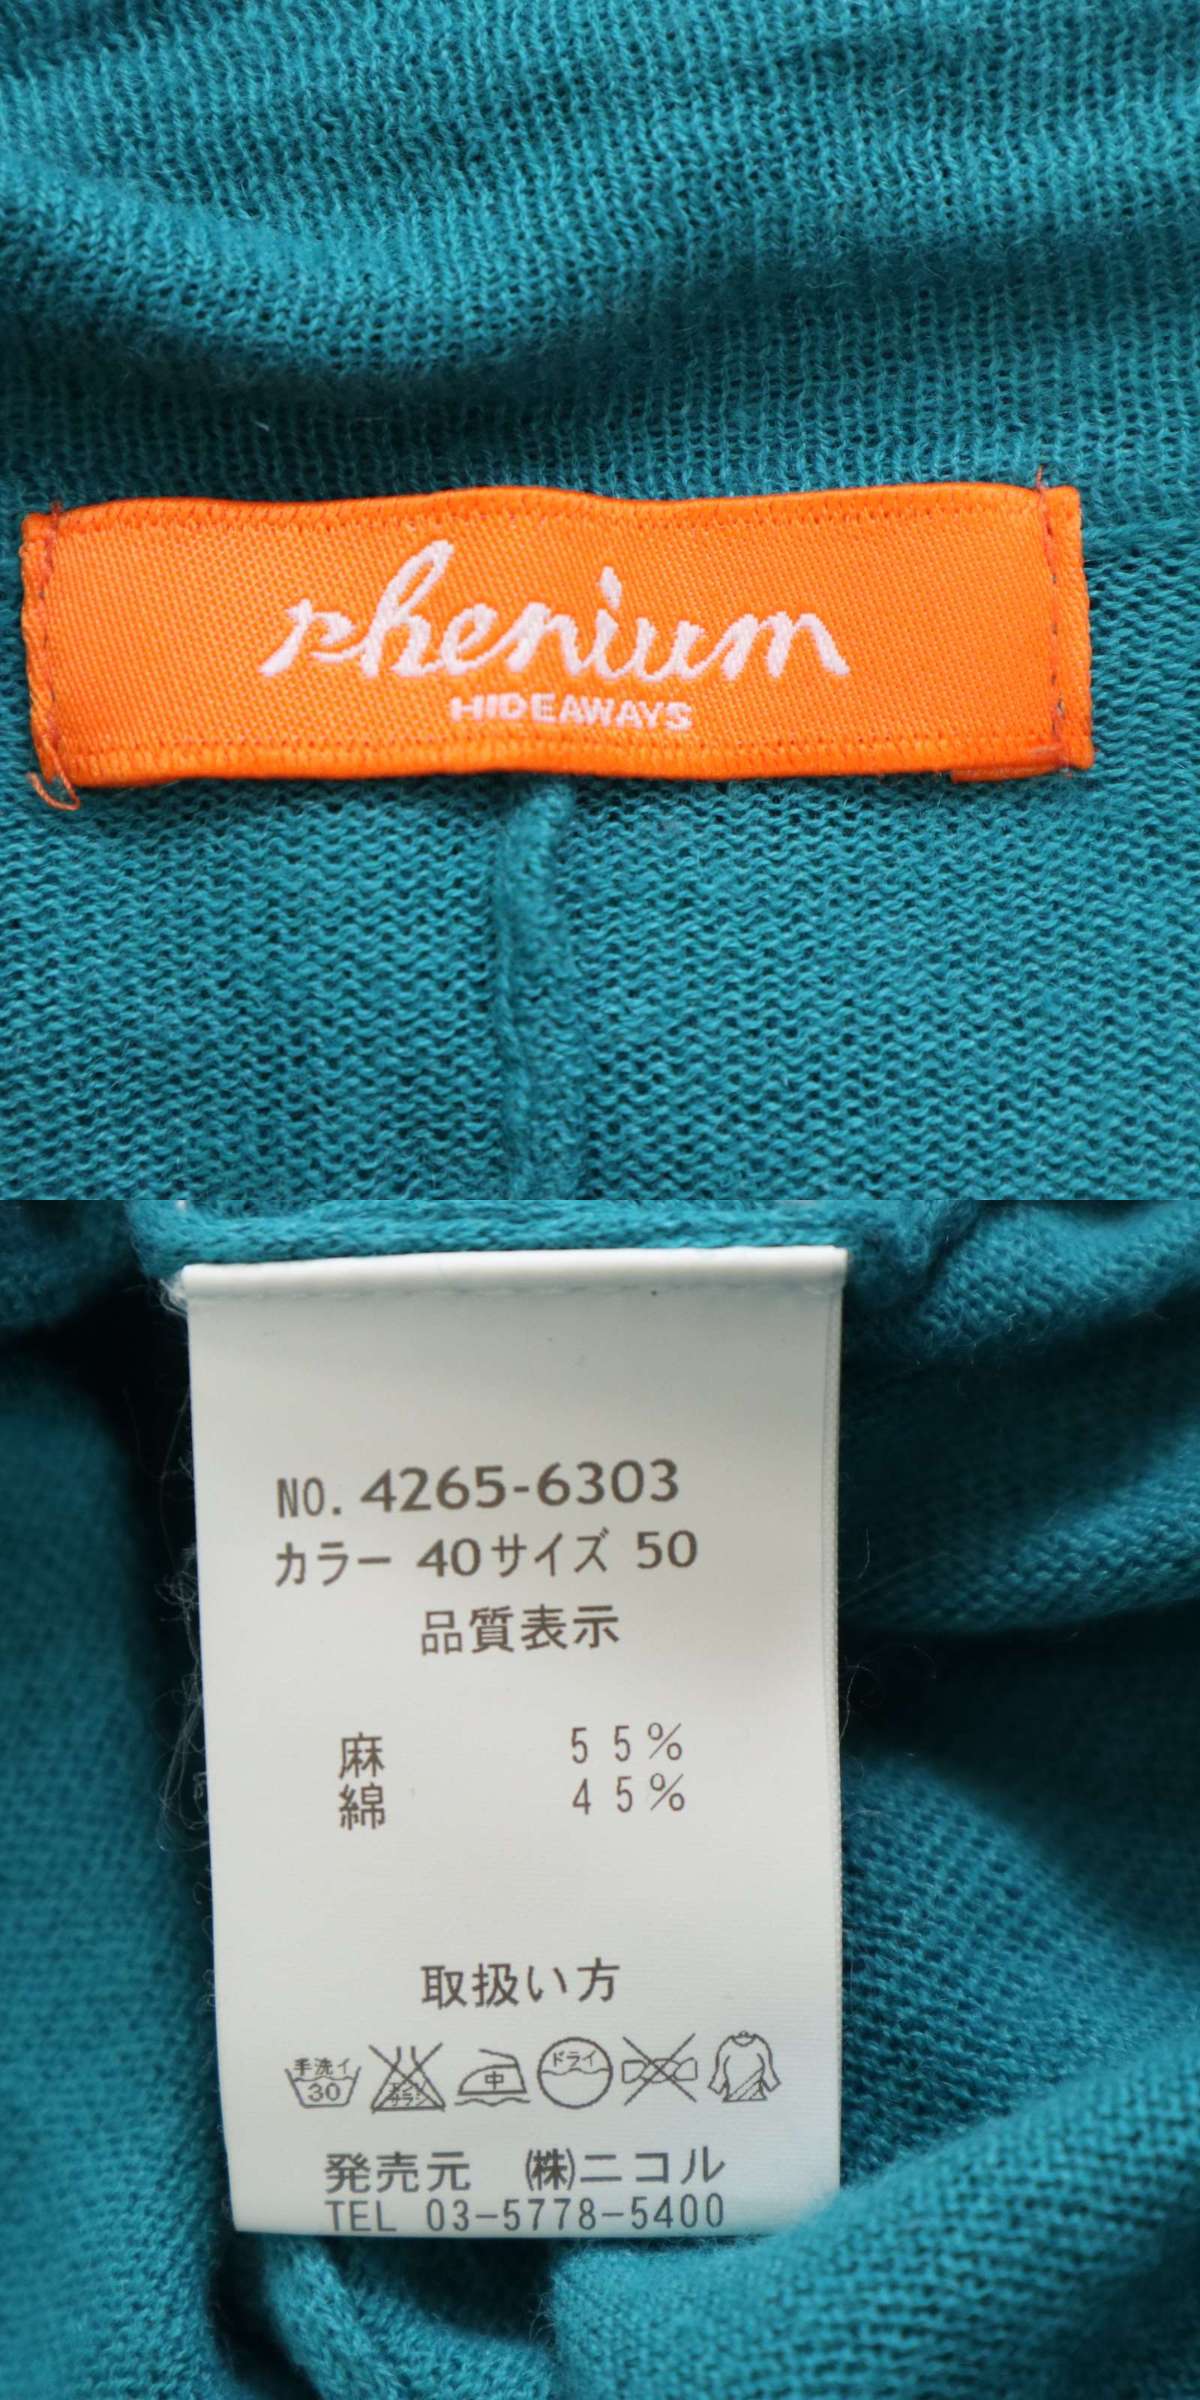 rhenium
HIDEAWAYS
NO. 4265-6303
カラー 40サイズ 50
品質表示
麻 55%
綿 45%
取扱い方
手洗イ 中 ドライ
30
発売元 ㈱ニコル
TEL 03-5778-5400